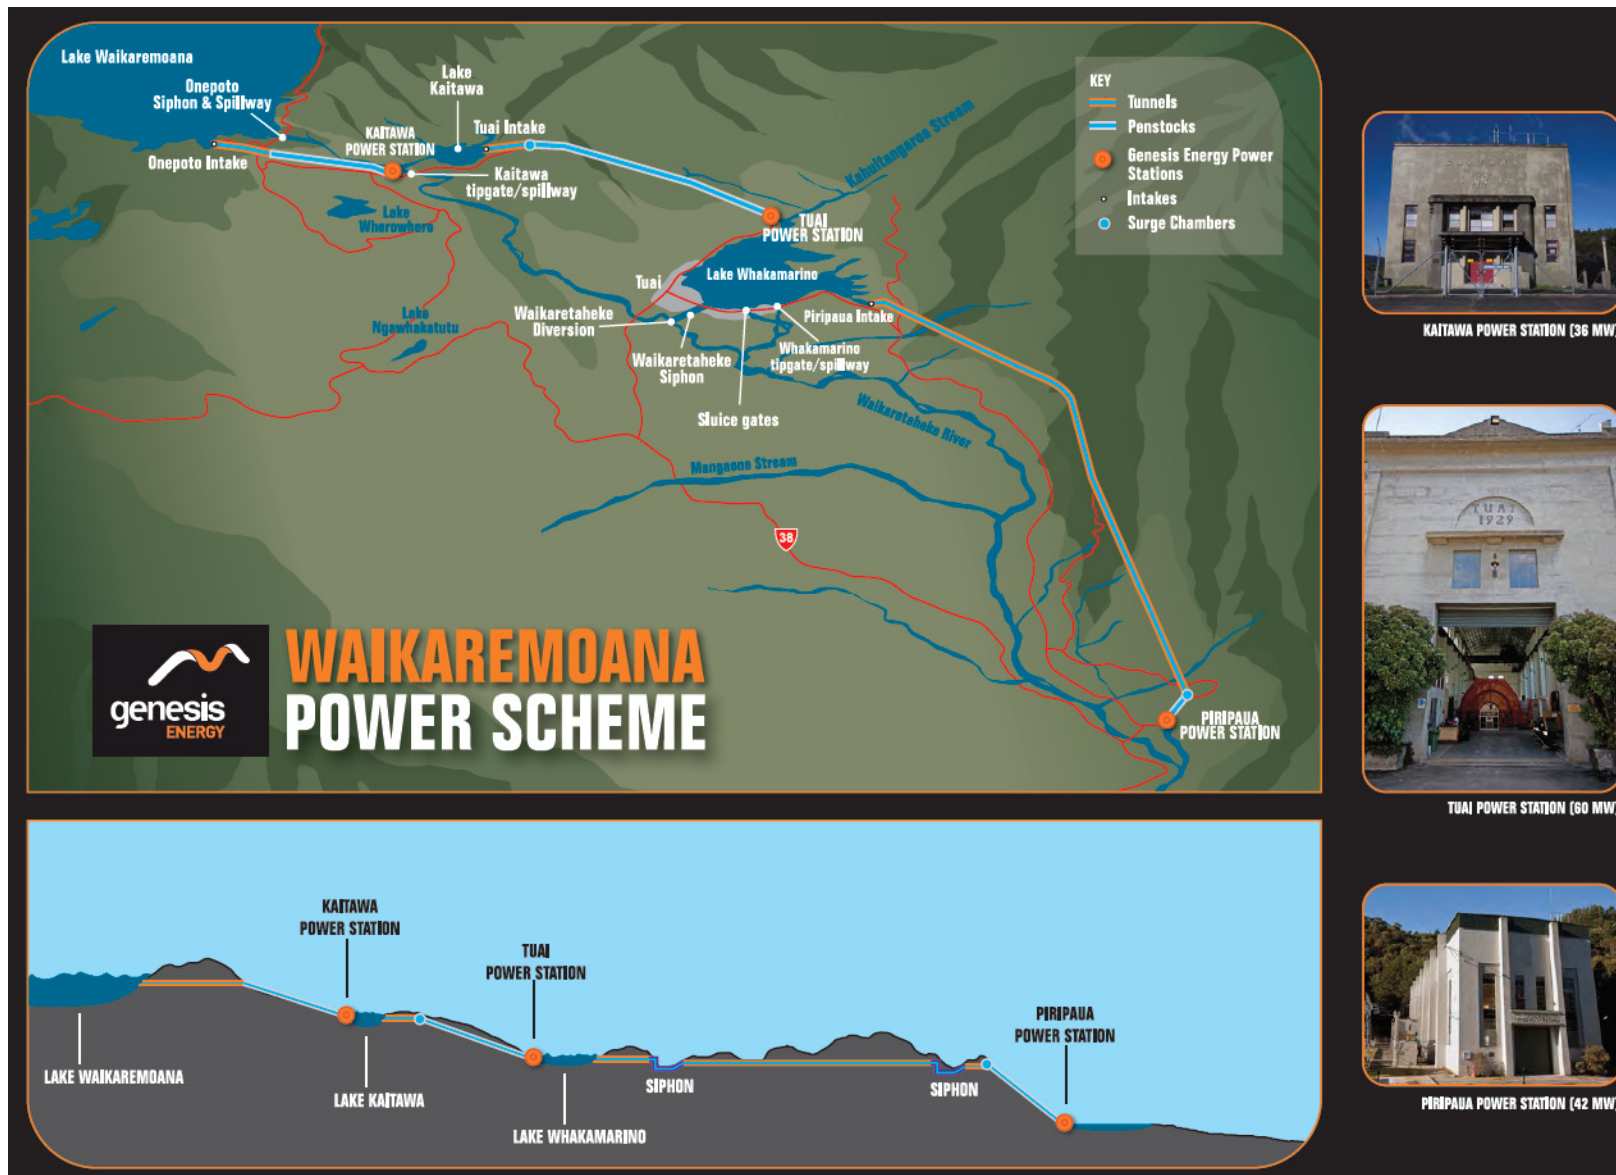 Lake Waikaremoana
Onepoto
Siphon & Spillway
Lake
Kaitawa
KAITAWA
POWER STATION
Tuai Intake
Onepoto Intake
Kaitawa
tipgate/spillway
Lake
Wherowhero
Kahuitangaroa Stream
TUAI
POWER STATION
Tuai
Lake Whakamarino
Lake
Ngawhakatutu
Waikaretaheke
Diversion
Piripaua Intake
Waikaretaheke
Siphon
Whakamarino
tipgate/spillway
Sluice gates
Waikaretaheke River
Mangaone Stream
38
PIRIPAUA
POWER STATION
KEY
Tunnels
Penstocks
Genesis Energy Power
Stations
Intakes
Surge Chambers
genesis
ENERGY
WAIKAREMOANA
POWER SCHEME
KAITAWA
POWER STATION
TUAI
POWER STATION
PIRIPAUA
POWER STATION
LAKE WAIKAREMOANA
LAKE KAITAWA
LAKE WHAKAMARINO
SIPHON
SIPHON
KAITAWA POWER STATION (36 MW)
TUAI
1929
TUAI POWER STATION (60 MW)
PIRIPAUA POWER STATION (42 MW)